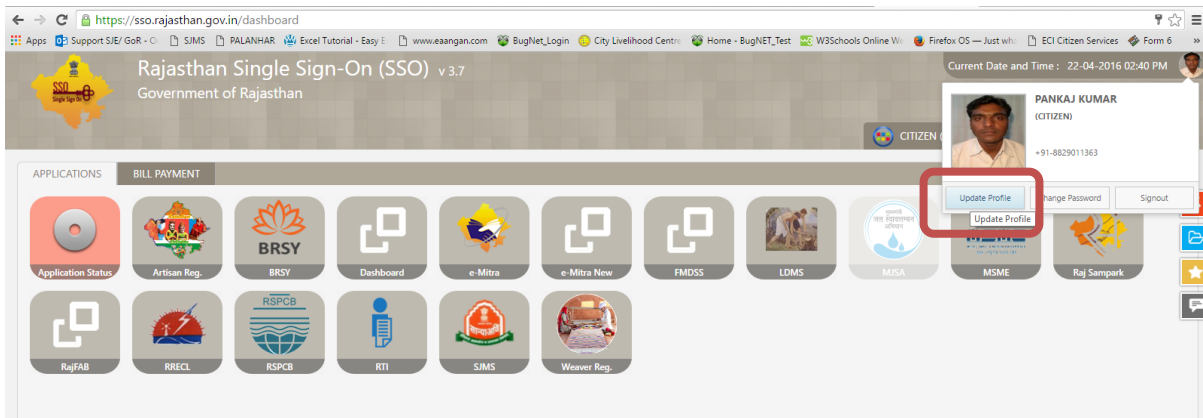 https://sso.rajasthan.gov.in/dashboard
Apps Support SJE/ GoR - SJMS PALANHAR Excel Tutorial - Easy E www.eaangan.com BugNet_Login City Livelihood Centre Home - BugNET_Test W3Schools Online We Firefox OS — Just wha ECI Citizen Services Form 6 »
Rajasthan Single Sign-On (SSO) v 3.7
Government of Rajasthan
SSO
Single Sign On
Current Date and Time : 22-04-2016 02:40 PM
PANKAJ KUMAR
(CITIZEN)
+91-8829011363
CITIZEN
Update Profile Change Password Signout
Update Profile
APPLICATIONS BILL PAYMENT
BRSY
Application Status Artisan Reg. BRSY Dashboard e-Mitra e-Mitra New FMDSS LDMS MJSA MSME Raj Sampark
RSPCB
RajFAB RRECL RSPCB RTI SJMS Weaver Reg.